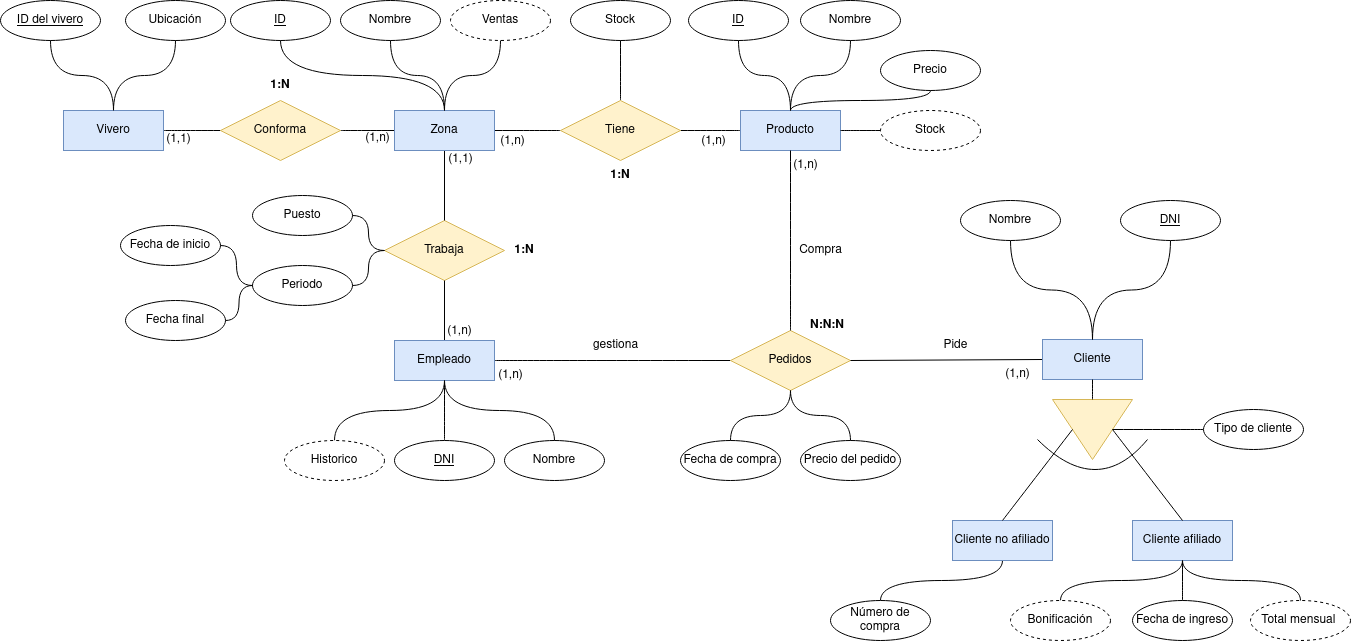 ID del vivero
Ubicación
ID
Nombre
Ventas
Stock
ID
Nombre
Precio
1:N
Vivero
(1,1)
Conforma
(1,n)
Zona
(1,n)
Tiene
(1,n)
Producto
Stock
(1,1)
(1,n)
1:N
Puesto
Nombre
DNI
Fecha de inicio
Trabaja
1:N
Compra
Periodo
Fecha final
(1,n)
N:N:N
gestiona
Pide
Empleado
(1,n)
Pedidos
(1,n)
Cliente
Tipo de cliente
Historico
DNI
Nombre
Fecha de compra
Precio del pedido
Cliente no afiliado
Cliente afiliado
Número de
compra
Bonificación
Fecha de ingreso
Total mensual